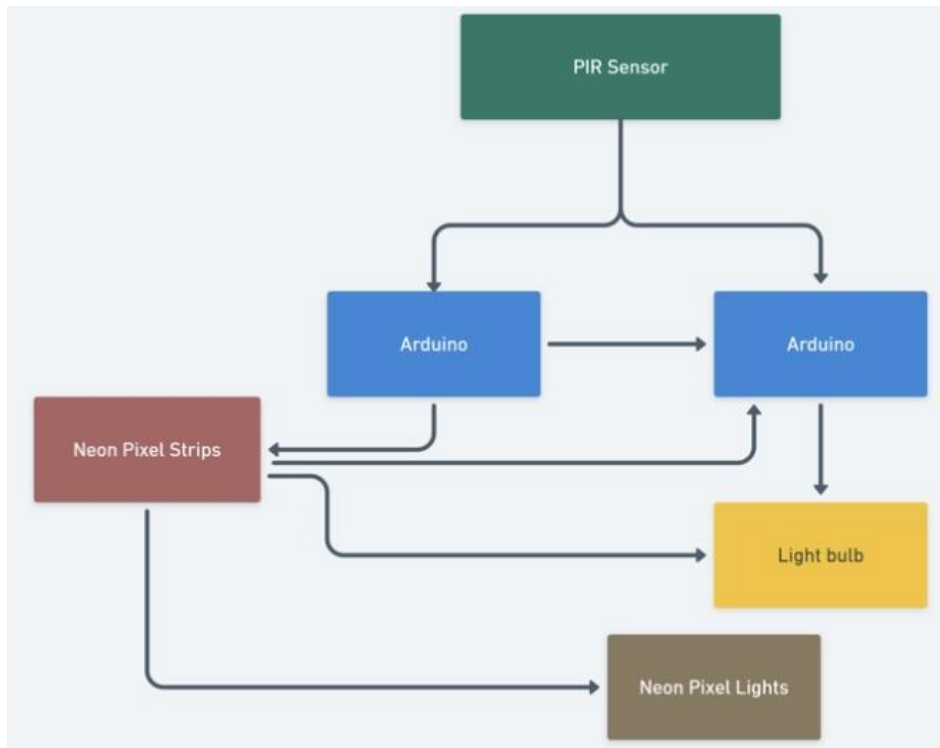 PIR Sensor
Arduino
Arduino
Neon Pixel Strips
Light bulb
Neon Pixel Lights